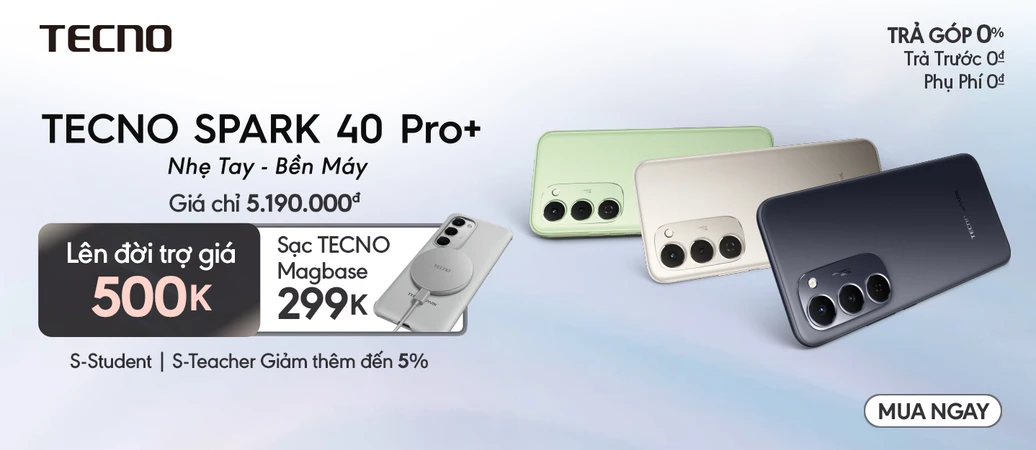 TECNO
TRẢ GÓP 0%
Trả Trước 0đ
Phụ Phí 0đ
TECNO SPARK 40 Pro+
Nhẹ Tay - Bền Máy
Giá chỉ 5.190.000đ
Lên đời trợ giá
500K
Sạc TECNO
Magbase
299K
TECNO
S-Student | S-Teacher Giảm thêm đến 5%
TECNO
MUA NGAY